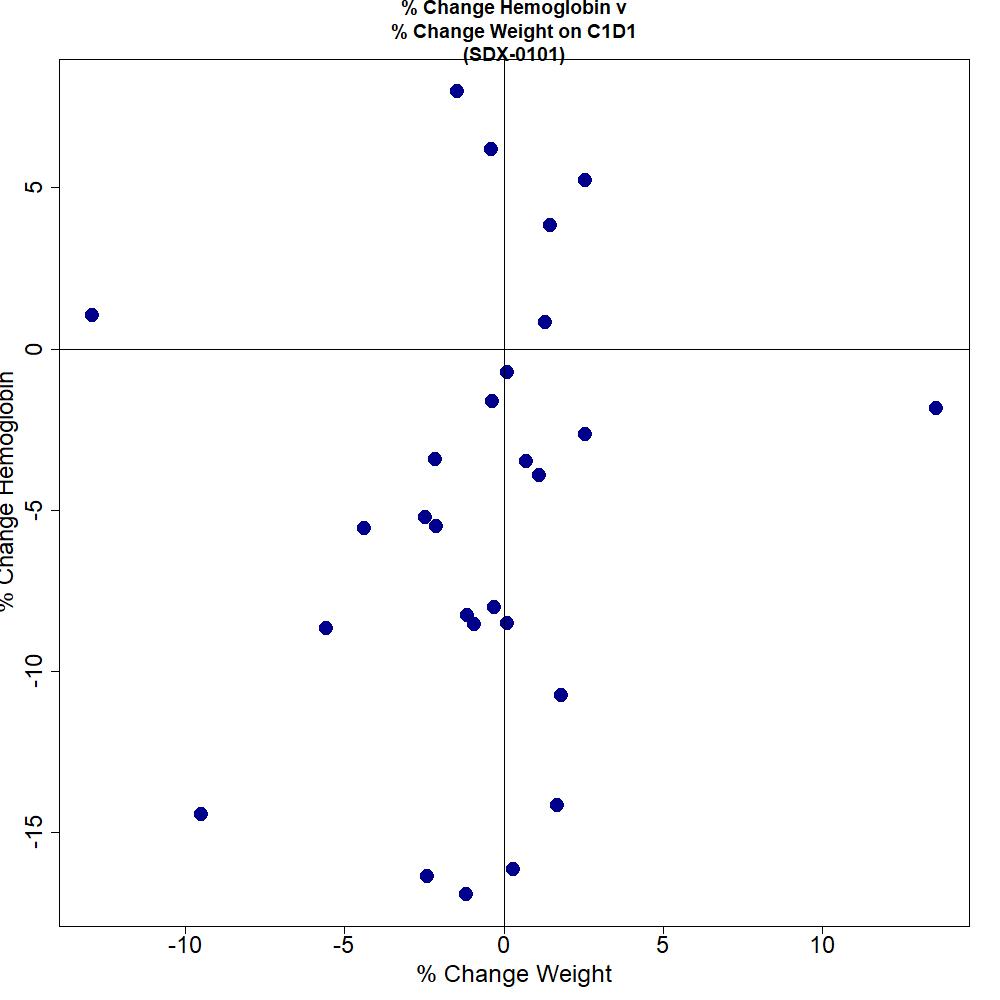 % Change Hemoglobin v
% Change Weight on C1D1
(SDX-0101)
5
0
-5
-10
-15
% Change Hemoglobin
-10
-5
0
5
10
% Change Weight